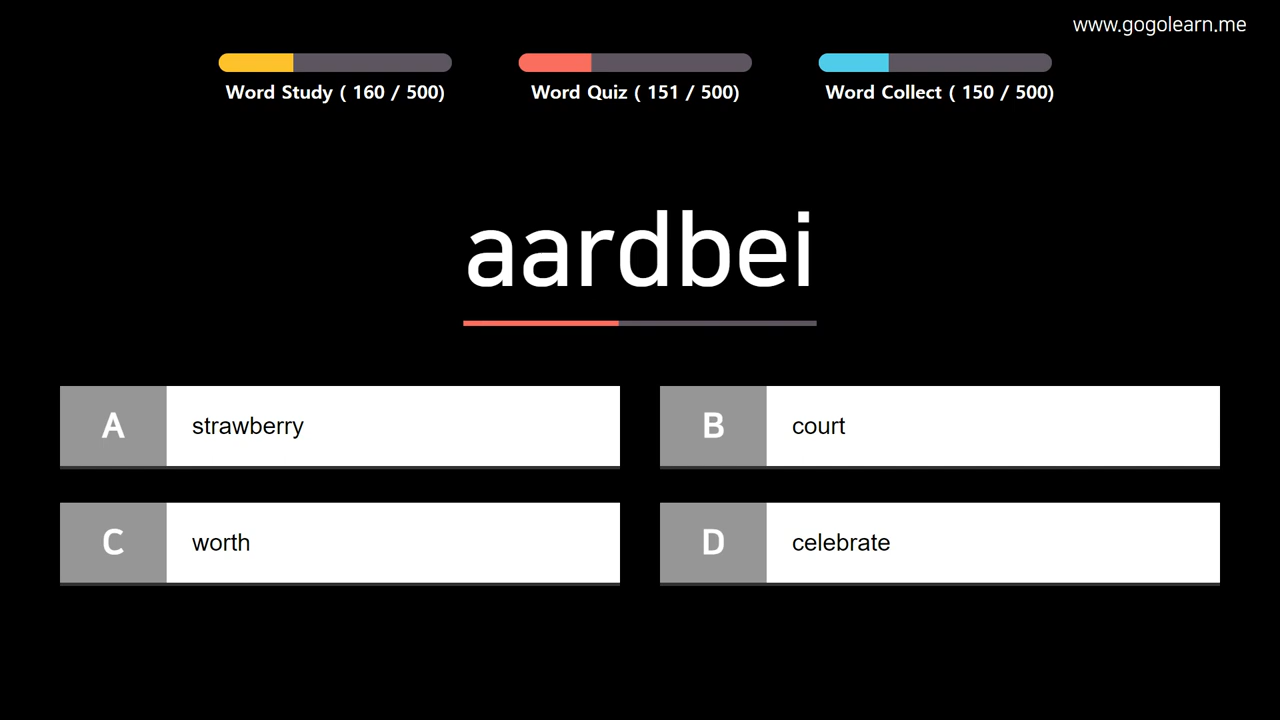 www.gogolearn.me
Word Study ( 160 / 500)
Word Quiz ( 151 / 500)
Word Collect ( 150 / 500)
aardbei
A strawberry
B court
C worth
D celebrate